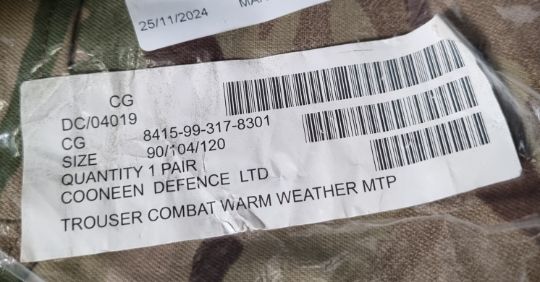 25/11/2024
CG
DC/04019
CG 8415-99-317-8301
SIZE 90/104/120
QUANTITY 1 PAIR
COONEEN DEFENCE LTD
TROUSER COMBAT WARM WEATHER MTP